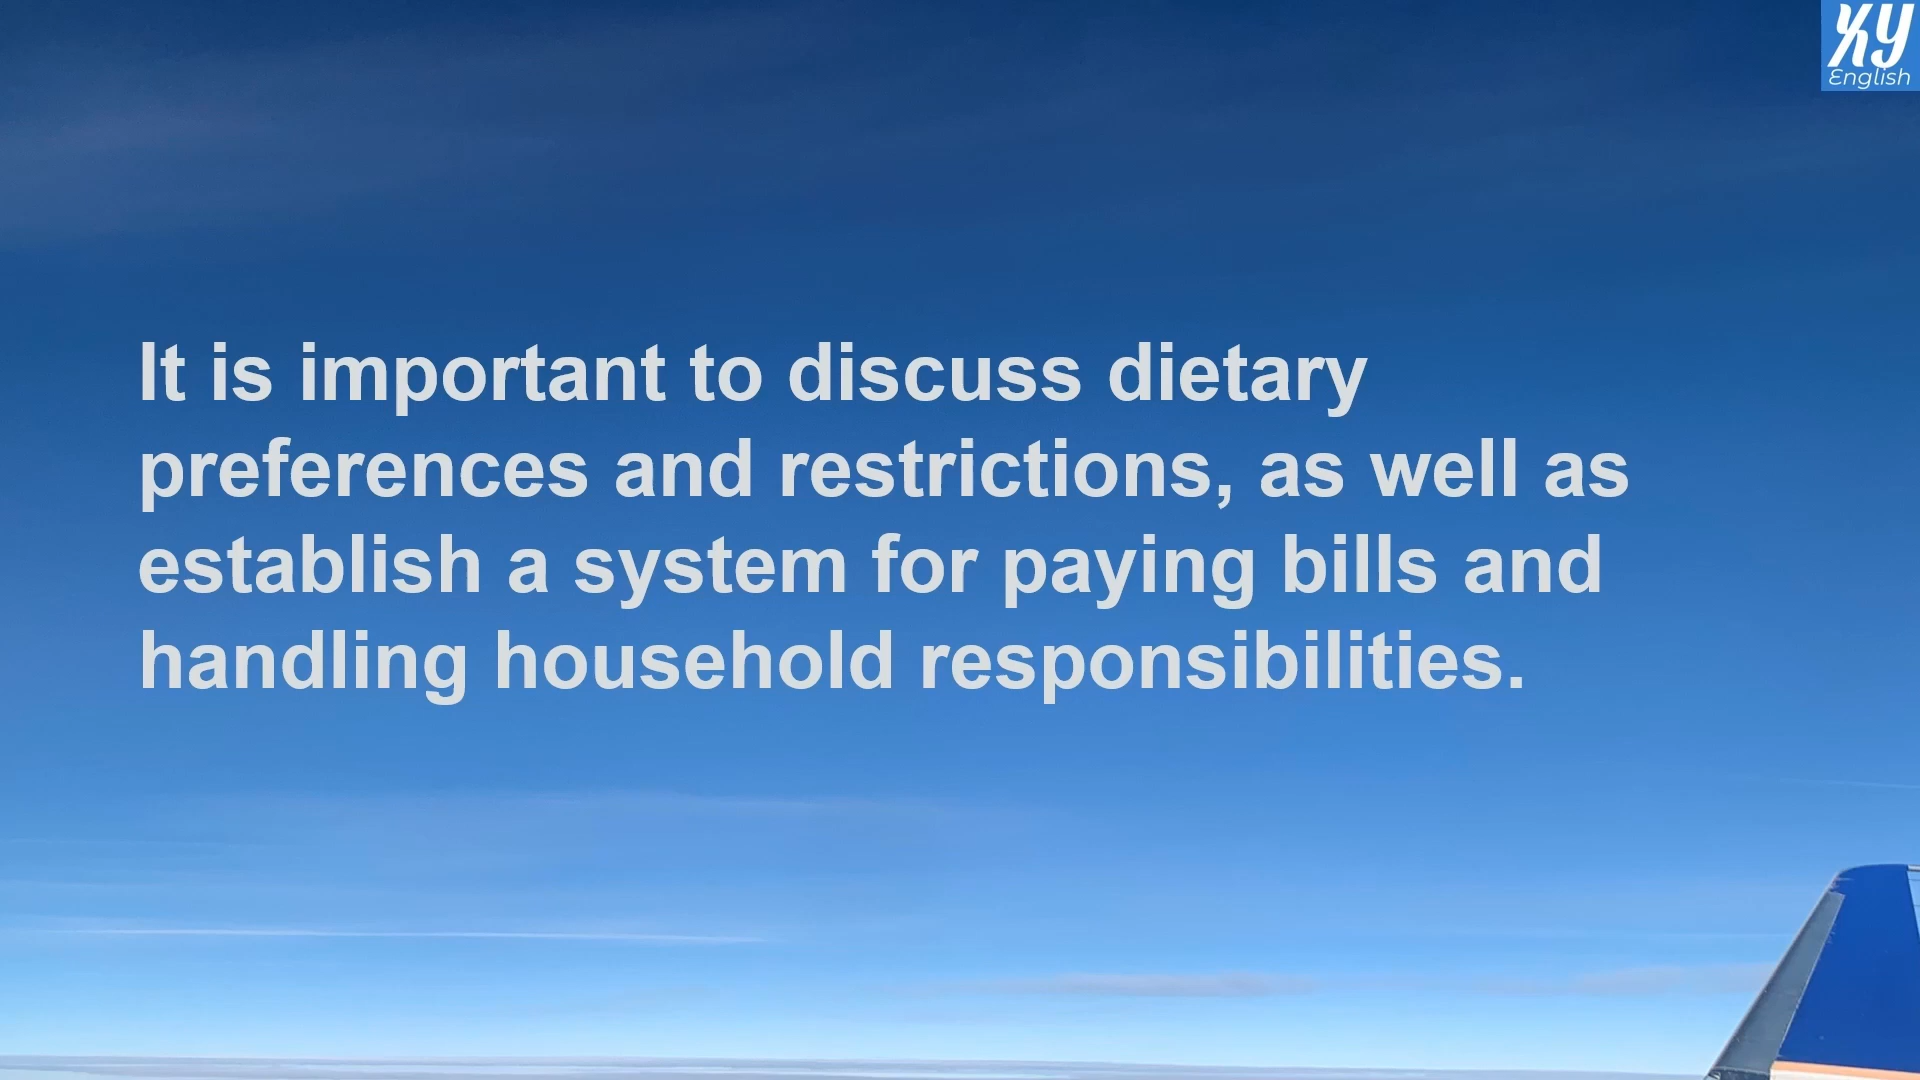 XY
English
It is important to discuss dietary
preferences and restrictions, as well as
establish a system for paying bills and
handling household responsibilities.